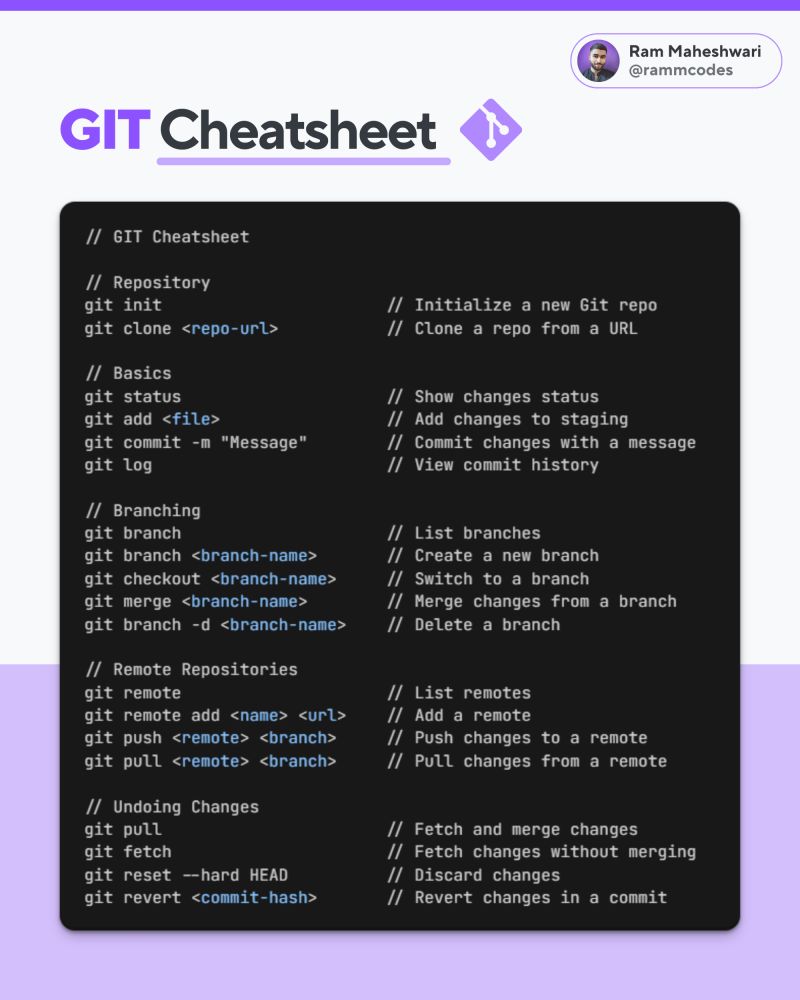 Ram Maheshwari
@rammcodes
GIT Cheatsheet
// GIT Cheatsheet
// Repository
git init // Initialize a new Git repo
git clone <repo-url> // Clone a repo from a URL
// Basics
git status // Show changes status
git add <file> // Add changes to staging
git commit -m "Message" // Commit changes with a message
git log // View commit history
// Branching
git branch // List branches
git branch <branch-name> // Create a new branch
git checkout <branch-name> // Switch to a branch
git merge <branch-name> // Merge changes from a branch
git branch -d <branch-name> // Delete a branch
// Remote Repositories
git remote // List remotes
git remote add <name> <url> // Add a remote
git push <remote> <branch> // Push changes to a remote
git pull <remote> <branch> // Pull changes from a remote
// Undoing Changes
git pull // Fetch and merge changes
git fetch // Fetch changes without merging
git reset --hard HEAD // Discard changes
git revert <commit-hash> // Revert changes in a commit